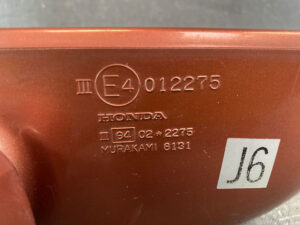 III E4 012275
HONDA
II 94 02*2275
MURAKAMI 8131
J6